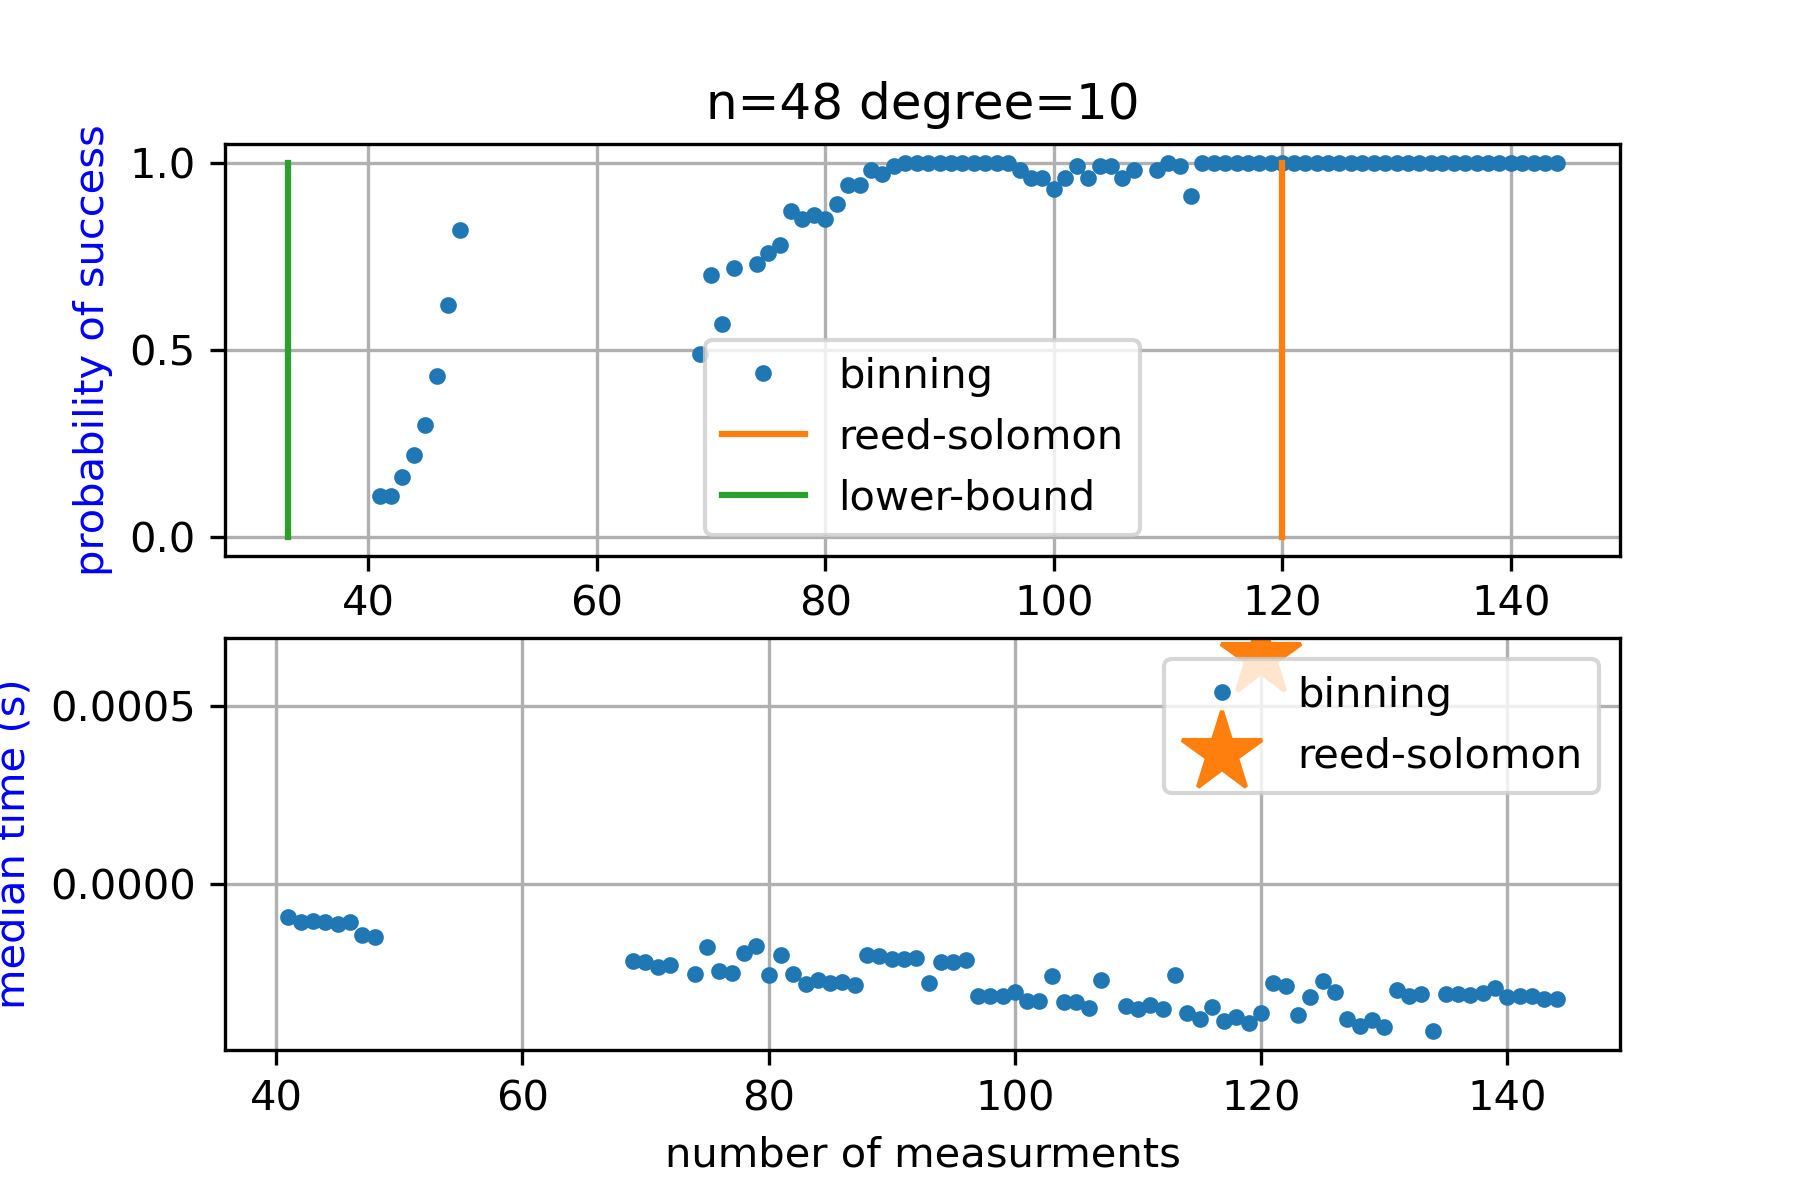 n=48 degree=10
probability of success
1.0
0.5
0.0
binning
reed-solomon
lower-bound
40 60 80 100 120 140
median time (s)
0.0005
0.0000
binning
reed-solomon
40 60 80 100 120 140
number of measurments